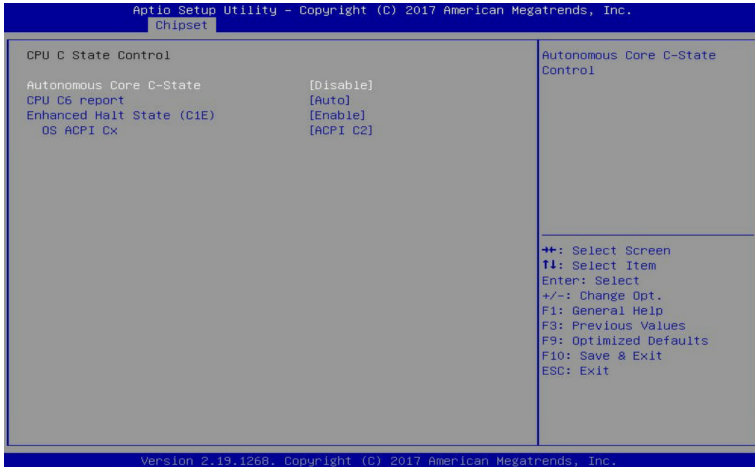 Aptio Setup Utility – Copyright (C) 2017 American Megatrends, Inc.
Chipset
CPU C State Control
Autonomous Core C-State [Disable]
CPU C6 report [Auto]
Enhanced Halt State (C1E) [Enable]
OS ACPI Cx [ACPI C2]
Autonomous Core C-State
Control
→←: Select Screen
↑↓: Select Item
Enter: Select
+/-: Change Opt.
F1: General Help
F3: Previous Values
F9: Optimized Defaults
F10: Save & Exit
ESC: Exit
Version 2.19.1268. Copyright (C) 2017 American Megatrends, Inc.